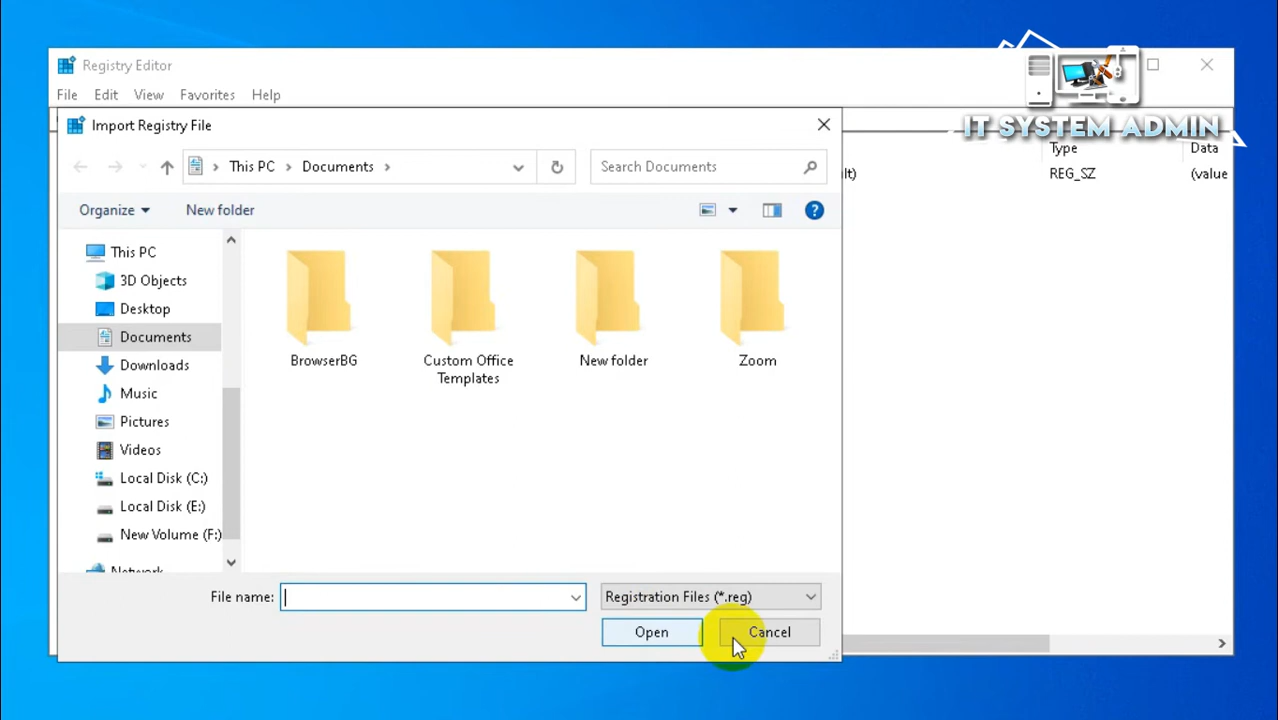 Registry Editor
File Edit View Favorites Help
IT SYSTEM ADMIN
Import Registry File
This PC Documents
Search Documents
Type Data
lt) REG_SZ (value
Organize New folder
This PC
3D Objects
Desktop
Documents
Downloads
Music
Pictures
Videos
Local Disk (C:)
Local Disk (E:)
New Volume (F:)
Network
BrowserBG
Custom Office
Templates
New folder
Zoom
File name:
Registration Files (*.reg)
Open Cancel